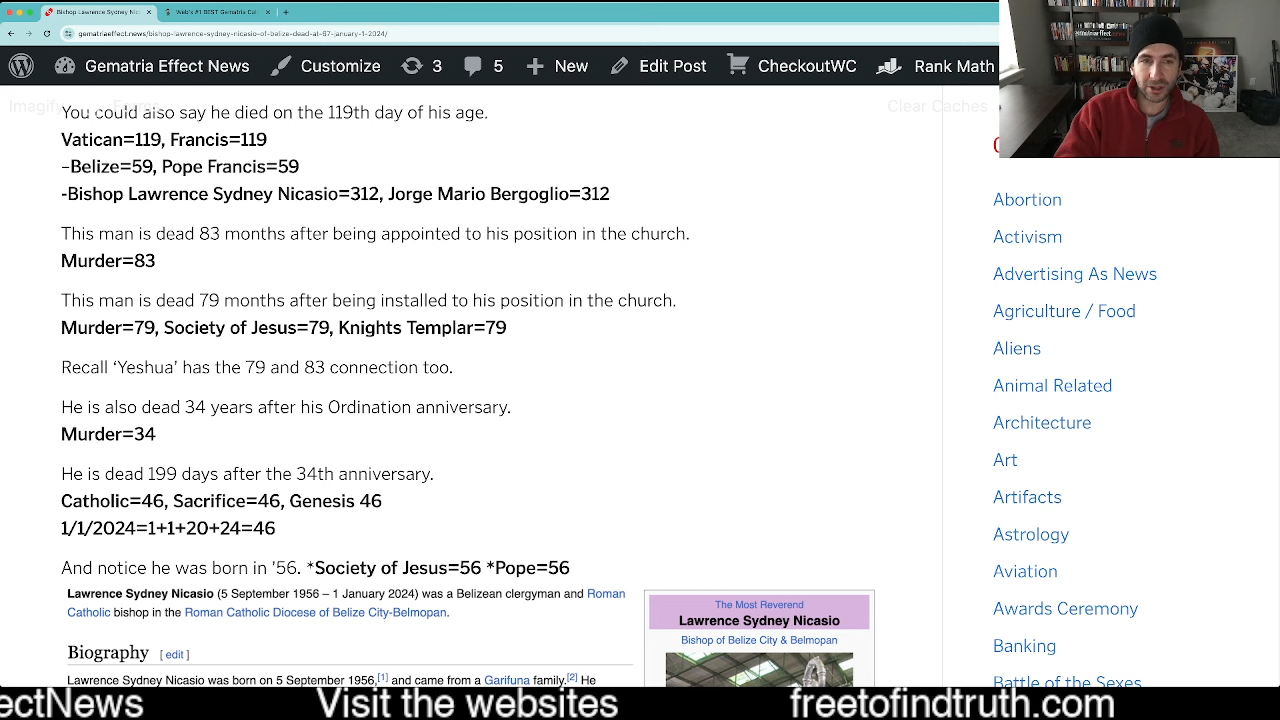 Bishop Lawrence Sydney Nic
Web's #1 BEST Gematria Cal
gematriaeffect.news/bishop-lawrence-sydney-nicasio-of-belize-dead-at-67-january-1-2024/
Gematria Effect News Customize 3 5 New Edit Post CheckoutWC Rank Math
Imagify Forms Clear Caches
You could also say he died on the 119th day of his age.
Vatican=119, Francis=119
–Belize=59, Pope Francis=59
-Bishop Lawrence Sydney Nicasio=312, Jorge Mario Bergoglio=312
This man is dead 83 months after being appointed to his position in the church.
Murder=83
This man is dead 79 months after being installed to his position in the church.
Murder=79, Society of Jesus=79, Knights Templar=79
Recall ‘Yeshua’ has the 79 and 83 connection too.
He is also dead 34 years after his Ordination anniversary.
Murder=34
He is dead 199 days after the 34th anniversary.
Catholic=46, Sacrifice=46, Genesis 46
1/1/2024=1+1+20+24=46
And notice he was born in ’56. *Society of Jesus=56 *Pope=56
Lawrence Sydney Nicasio (5 September 1956 – 1 January 2024) was a Belizean clergyman and Roman
Catholic bishop in the Roman Catholic Diocese of Belize City-Belmopan.
Biography [ edit ]
Lawrence Sydney Nicasio was born on 5 September 1956,[1] and came from a Garifuna family.[2] He
The Most Reverend
Lawrence Sydney Nicasio
Bishop of Belize City & Belmopan
Abortion
Activism
Advertising As News
Agriculture / Food
Aliens
Animal Related
Architecture
Art
Artifacts
Astrology
Aviation
Awards Ceremony
Banking
Battle of the Sexes
ectNews Visit the websites freetofindtruth.com